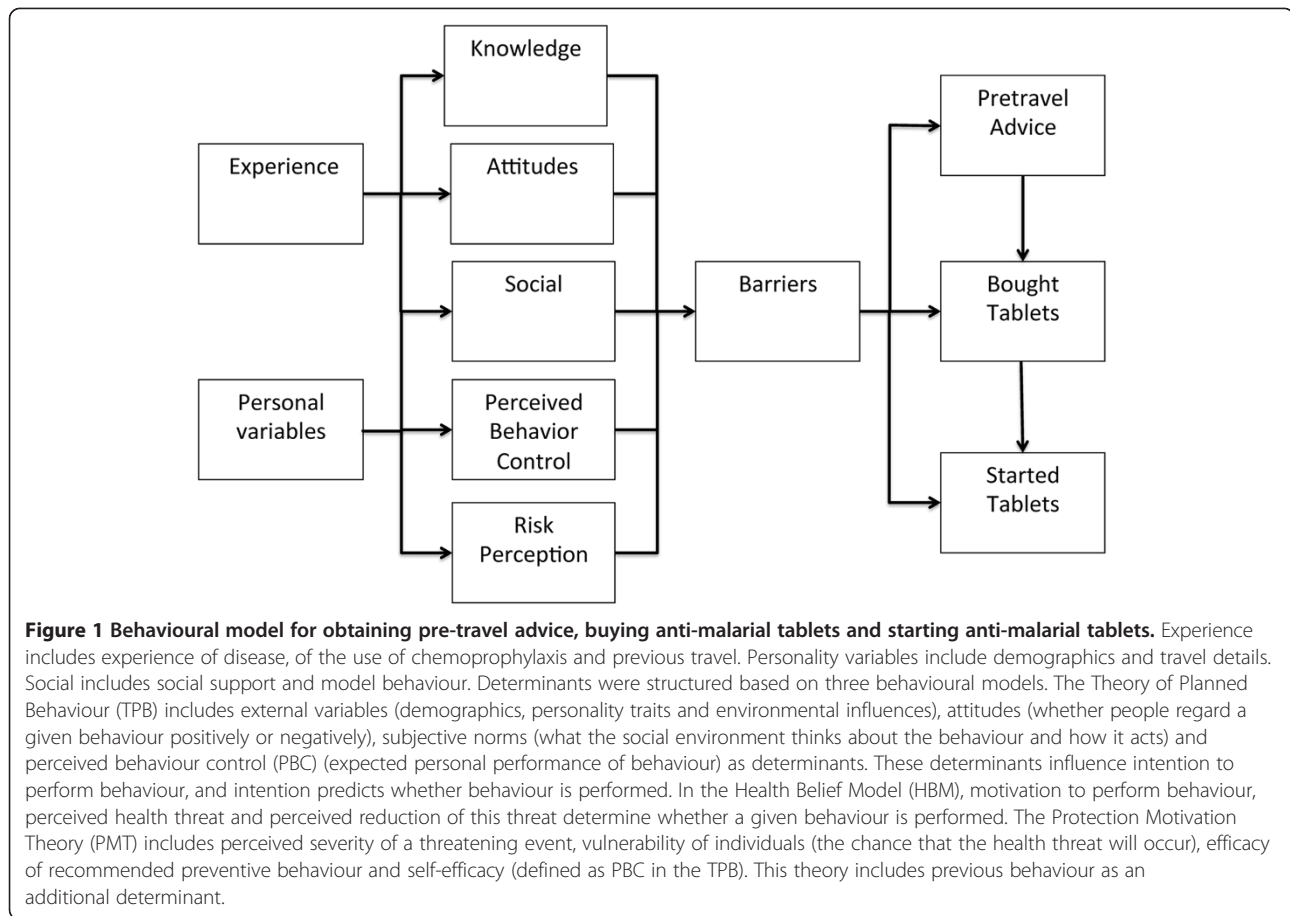 Knowledge
Experience
Attitudes
Social
Personal
variables
Perceived
Behavior
Control
Risk
Perception
Barriers
Pretravel
Advice
Bought
Tablets
Started
Tablets
Figure 1 Behavioural model for obtaining pre-travel advice, buying anti-malarial tablets and starting anti-malarial tablets. Experience
includes experience of disease, of the use of chemoprophylaxis and previous travel. Personality variables include demographics and travel details.
Social includes social support and model behaviour. Determinants were structured based on three behavioural models. The Theory of Planned
Behaviour (TPB) includes external variables (demographics, personality traits and environmental influences), attitudes (whether people regard a
given behaviour positively or negatively), subjective norms (what the social environment thinks about the behaviour and how it acts) and
perceived behaviour control (PBC) (expected personal performance of behaviour) as determinants. These determinants influence intention to
perform behaviour, and intention predicts whether behaviour is performed. In the Health Belief Model (HBM), motivation to perform behaviour,
perceived health threat and perceived reduction of this threat determine whether a given behaviour is performed. The Protection Motivation
Theory (PMT) includes perceived severity of a threatening event, vulnerability of individuals (the chance that the health threat will occur), efficacy
of recommended preventive behaviour and self-efficacy (defined as PBC in the TPB). This theory includes previous behaviour as an
additional determinant.